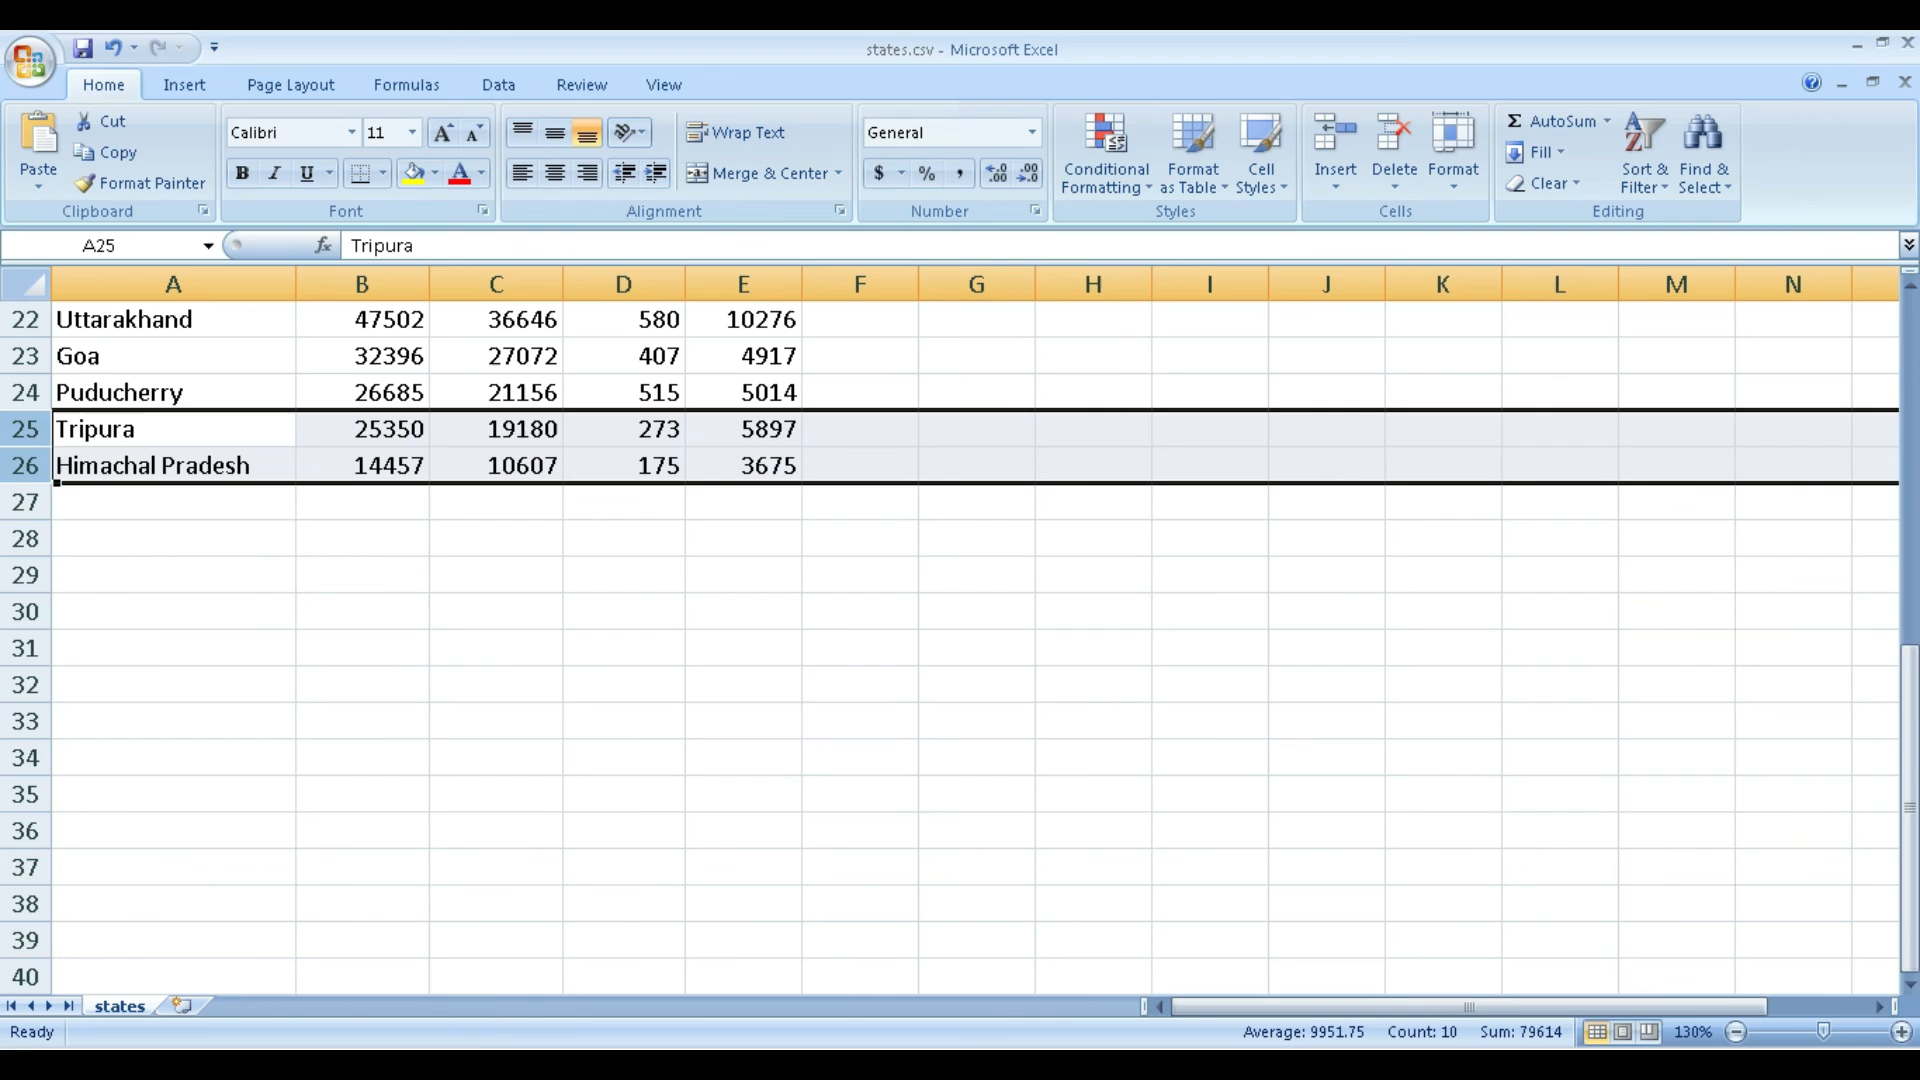 states.csv - Microsoft Excel
Home Insert Page Layout Formulas Data Review View
Paste
Cut
Copy
Format Painter
Clipboard
Calibri 11
B I U
Font
Wrap Text
Merge & Center
Alignment
General
$ % ,
Number
Conditional Formatting
Format as Table
Cell Styles
Styles
Insert Delete Format
Cells
Σ AutoSum
Fill
Clear
Sort & Filter
Find & Select
Editing
A25 fx Tripura
A B C D E F G H I J K L M N
22 Uttarakhand 47502 36646 580 10276
23 Goa 32396 27072 407 4917
24 Puducherry 26685 21156 515 5014
25 Tripura 25350 19180 273 5897
26 Himachal Pradesh 14457 10607 175 3675
27
28
29
30
31
32
33
34
35
36
37
38
39
40
states
Ready Average: 9951.75 Count: 10 Sum: 79614 130%